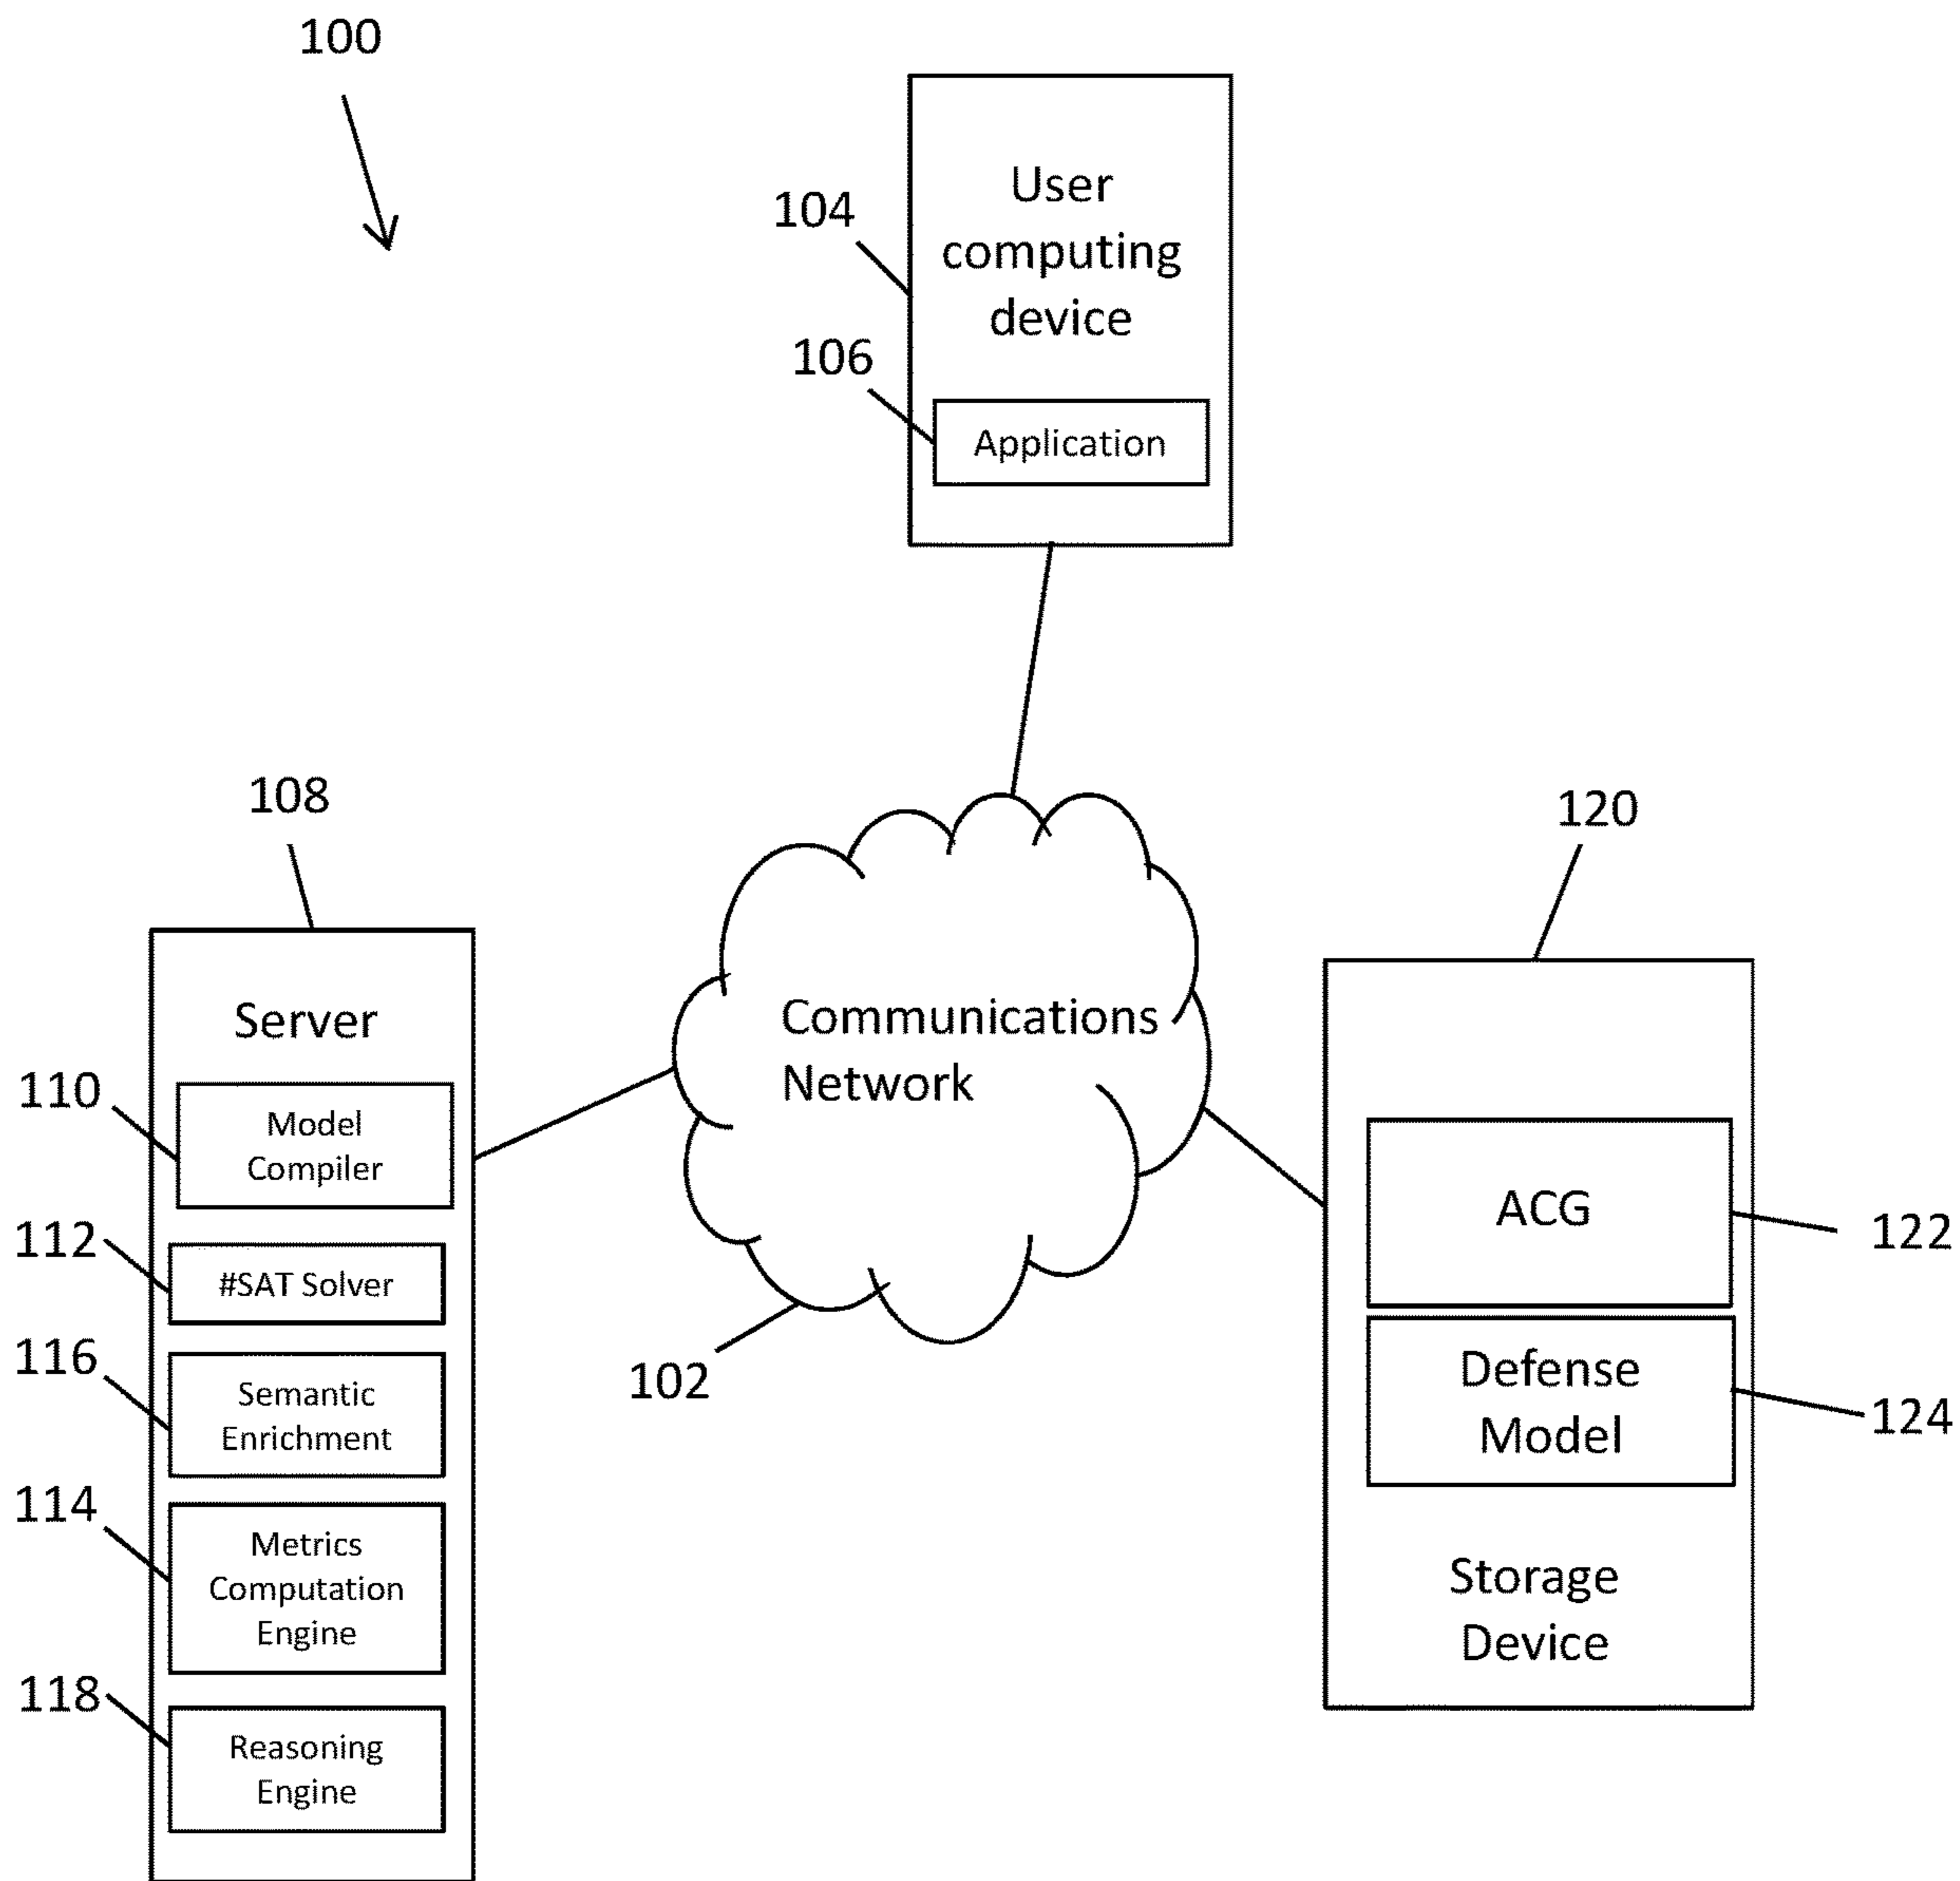 100
104
User
computing
device
106
Application
108
Server
110
Model
Compiler
112
#SAT Solver
116
Semantic
Enrichment
114
Metrics
Computation
Engine
118
Reasoning
Engine
Communications
Network
102
120
ACG
122
Defense
Model
124
Storage
Device